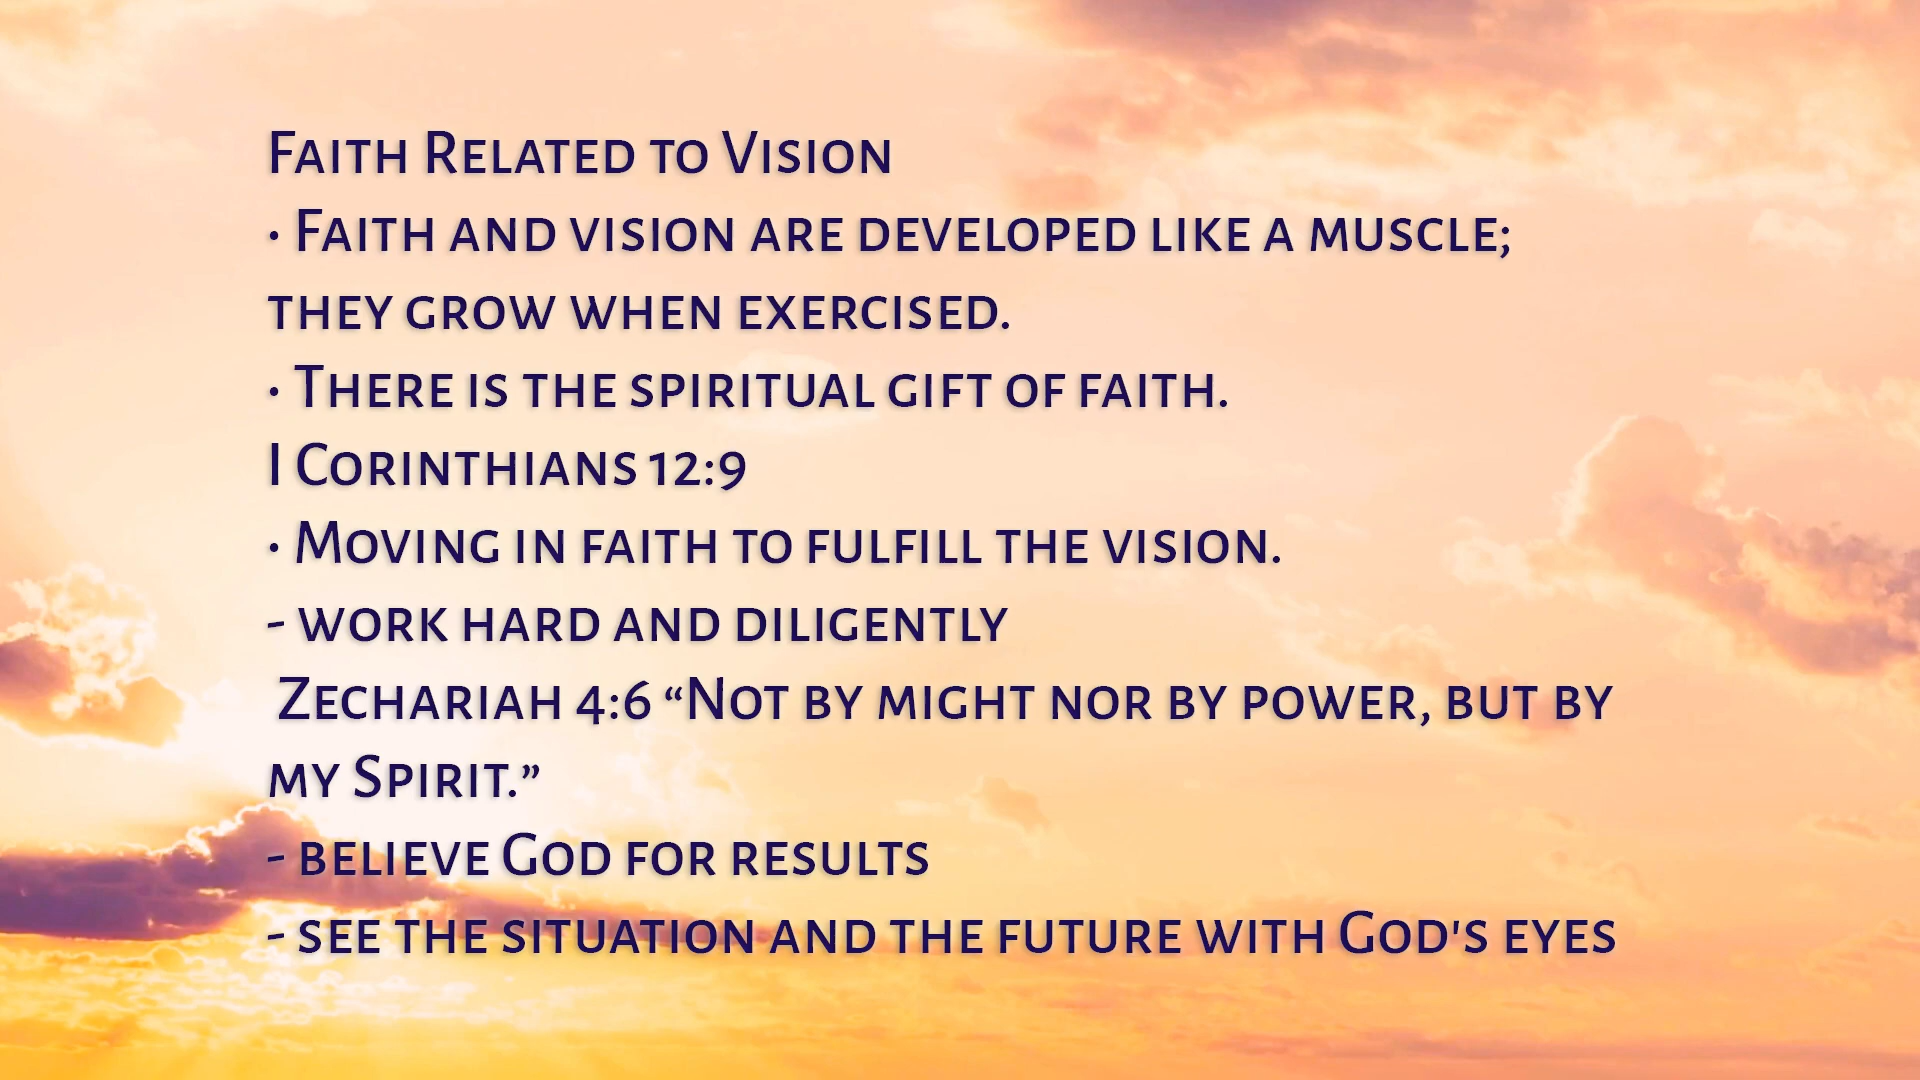 Faith Related to Vision
• Faith and vision are developed like a muscle;
they grow when exercised.
• There is the spiritual gift of faith.
I Corinthians 12:9
• Moving in faith to fulfill the vision.
- work hard and diligently
Zechariah 4:6 “Not by might nor by power, but by
my Spirit.”
- believe God for results
- see the situation and the future with God's eyes